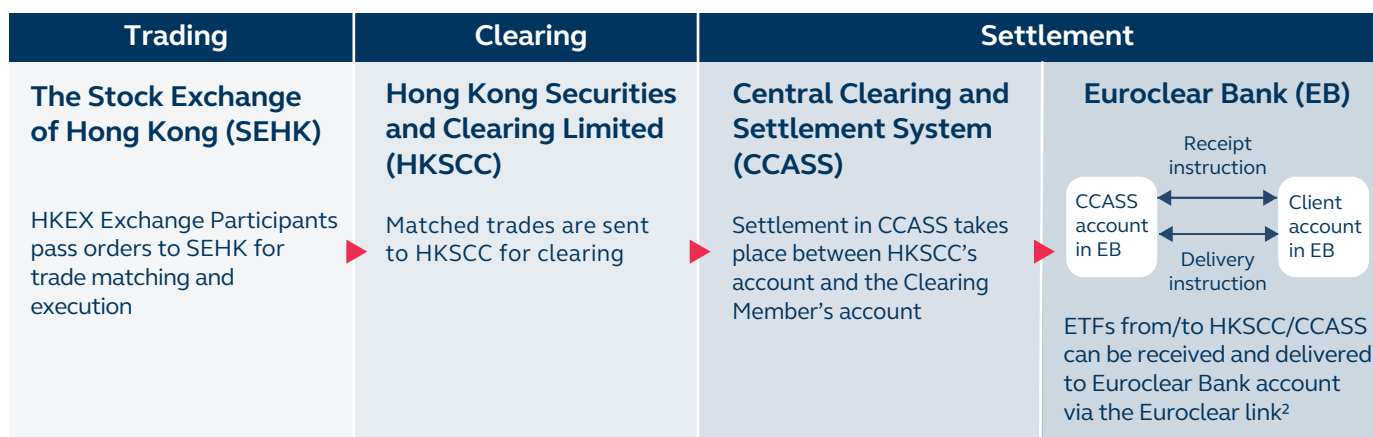 Trading
Clearing
Settlement
The Stock Exchange
of Hong Kong (SEHK)
HKEX Exchange Participants
pass orders to SEHK for
trade matching and
execution
Hong Kong Securities
and Clearing Limited
(HKSCC)
Matched trades are sent
to HKSCC for clearing
Central Clearing and
Settlement System
(CCASS)
Settlement in CCASS takes
place between HKSCC’s
account and the Clearing
Member’s account
Euroclear Bank (EB)
Receipt
instruction
CCASS
account
in EB
Client
account
in EB
Delivery
instruction
ETFs from/to HKSCC/CCASS
can be received and delivered
to Euroclear Bank account
via the Euroclear link²